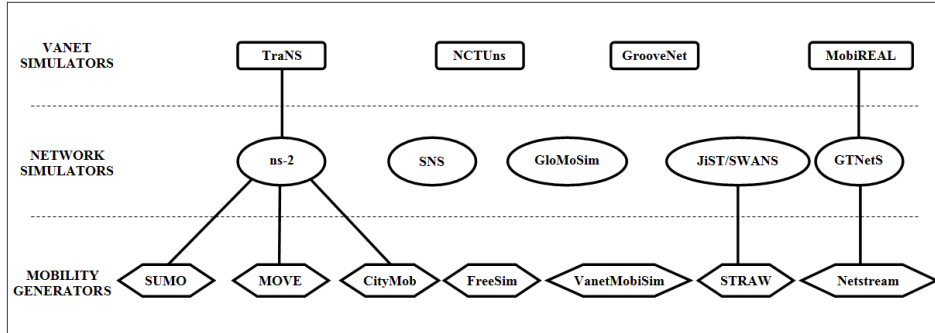 VANET
SIMULATORS
TraNS
NCTUns
GrooveNet
MobiREAL
NETWORK
SIMULATORS
ns-2
SNS
GloMoSim
JiST/SWANS
GTNetS
MOBILITY
GENERATORS
SUMO
MOVE
CityMob
FreeSim
VanetMobiSim
STRAW
Netstream